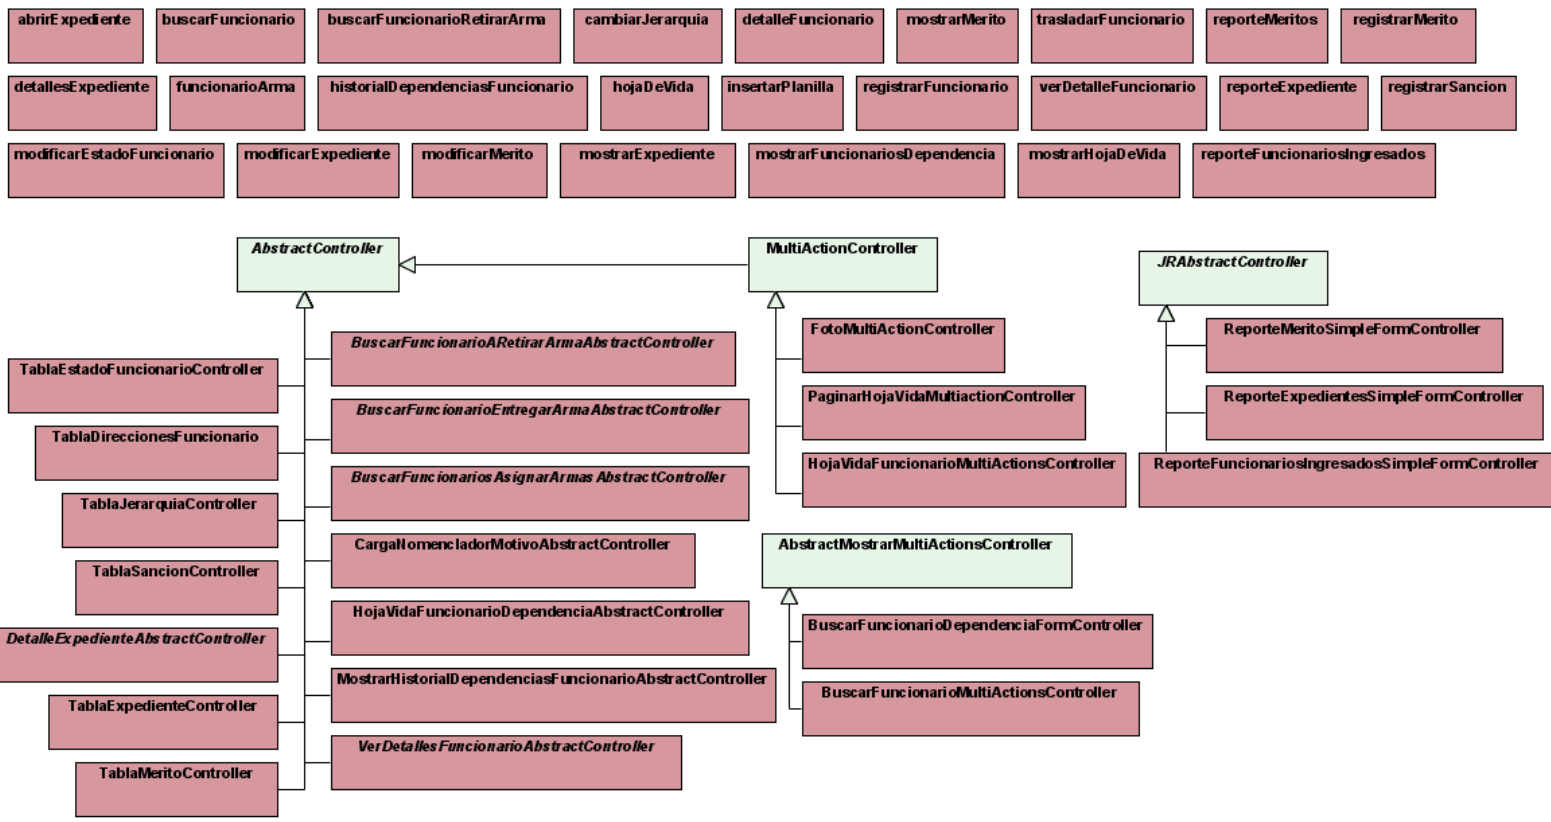 abrirExpediente
buscarFuncionario
buscarFuncionarioRetirarArma
cambiarJerarquia
detalleFuncionario
mostrarMerito
trasladarFuncionario
reporteMeritos
registrarMerito
detallesExpediente
funcionarioArma
historialDependenciasFuncionario
hojaDeVida
insertarPlanilla
registrarFuncionario
verDetalleFuncionario
reporteExpediente
registrarSancion
modificarEstadoFuncionario
modificarExpediente
modificarMerito
mostrarExpediente
mostrarFuncionariosDependencia
mostrarHojaDeVida
reporteFuncionariosIngresados
AbstractController
MultiActionController
JRAbstractController
BuscarFuncionarioARetirarArmaAbstractController
BuscarFuncionarioEntregarArmaAbstractController
BuscarFuncionariosAsignarArmasAbstractController
CargaNomencladorMotivoAbstractController
HojaVidaFuncionarioDependenciaAbstractController
MostrarHistorialDependenciasFuncionarioAbstractController
VerDetallesFuncionarioAbstractController
TablaEstadoFuncionarioController
TablaDireccionesFuncionario
TablaJerarquiaController
TablaSancionController
DetalleExpedienteAbstractController
TablaExpedienteController
TablaMeritoController
FotoMultiActionController
PaginarHojaVidaMultiactionController
HojaVidaFuncionarioMultiActionsController
AbstractMostrarMultiActionsController
BuscarFuncionarioDependenciaFormController
BuscarFuncionarioMultiActionsController
ReporteMeritoSimpleFormController
ReporteExpedientesSimpleFormController
ReporteFuncionariosIngresadosSimpleFormController